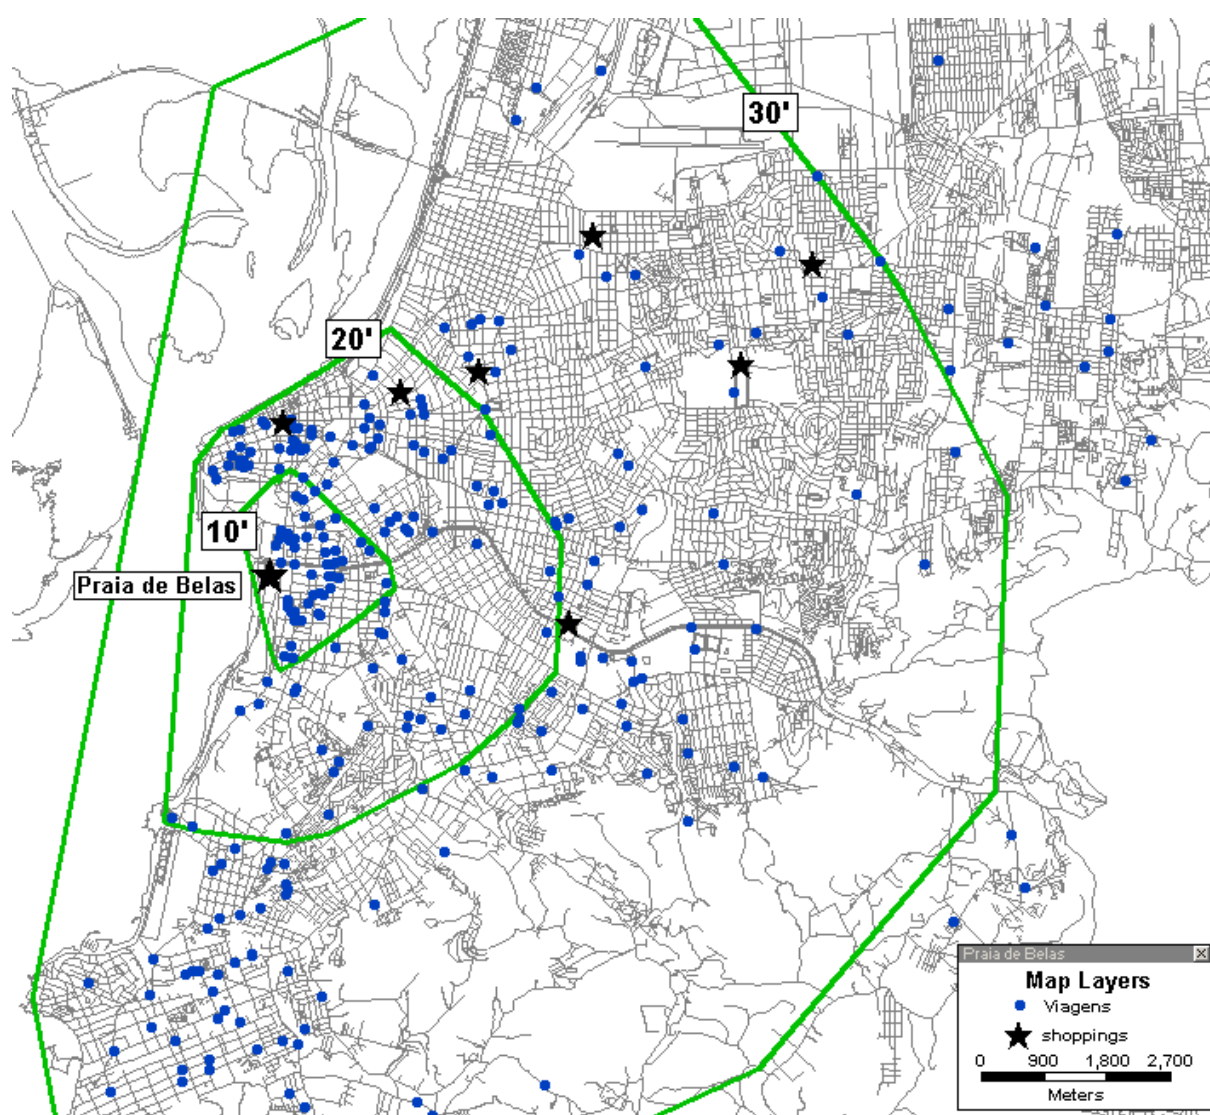 30'
20'
10'
Praia de Belas
Praia de Belas
Map Layers
Viagens
shoppings
0 900 1,800 2,700
Meters